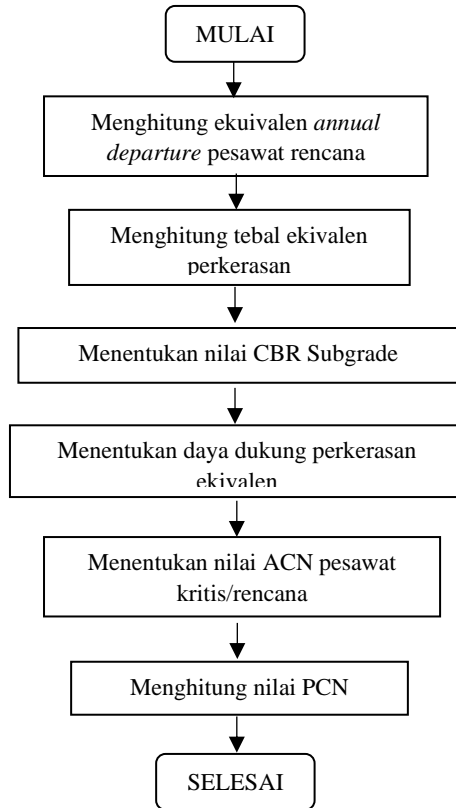 MULAI
Menghitung ekuivalen annual
departure pesawat rencana
Menghitung tebal ekivalen
perkerasan
Menentukan nilai CBR Subgrade
Menentukan daya dukung perkerasan
ekivalen
Menentukan nilai ACN pesawat
kritis/rencana
Menghitung nilai PCN
SELESAI